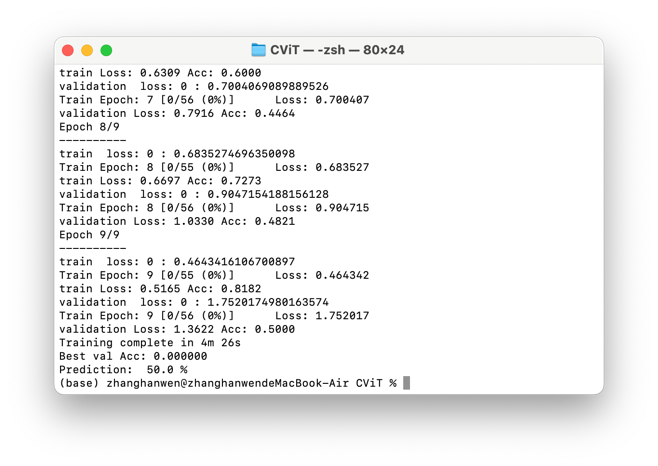 CViT — -zsh — 80×24
train Loss: 0.6309 Acc: 0.6000
validation  loss: 0 : 0.7004069089889526
Train Epoch: 7 [0/56 (0%)]      Loss: 0.700407
validation Loss: 0.7916 Acc: 0.4464
Epoch 8/9
----------
train  loss: 0 : 0.6835274696350098
Train Epoch: 8 [0/55 (0%)]      Loss: 0.683527
train Loss: 0.6697 Acc: 0.7273
validation  loss: 0 : 0.9047154188156128
Train Epoch: 8 [0/56 (0%)]      Loss: 0.904715
validation Loss: 1.0330 Acc: 0.4821
Epoch 9/9
----------
train  loss: 0 : 0.4643416106700897
Train Epoch: 9 [0/55 (0%)]      Loss: 0.464342
train Loss: 0.5165 Acc: 0.8182
validation  loss: 0 : 1.7520174980163574
Train Epoch: 9 [0/56 (0%)]      Loss: 1.752017
validation Loss: 1.3622 Acc: 0.5000
Training complete in 4m 26s
Best val Acc: 0.000000
Prediction:  50.0 %
(base) zhanghanwen@zhanghanwendeMacBook-Air CViT %